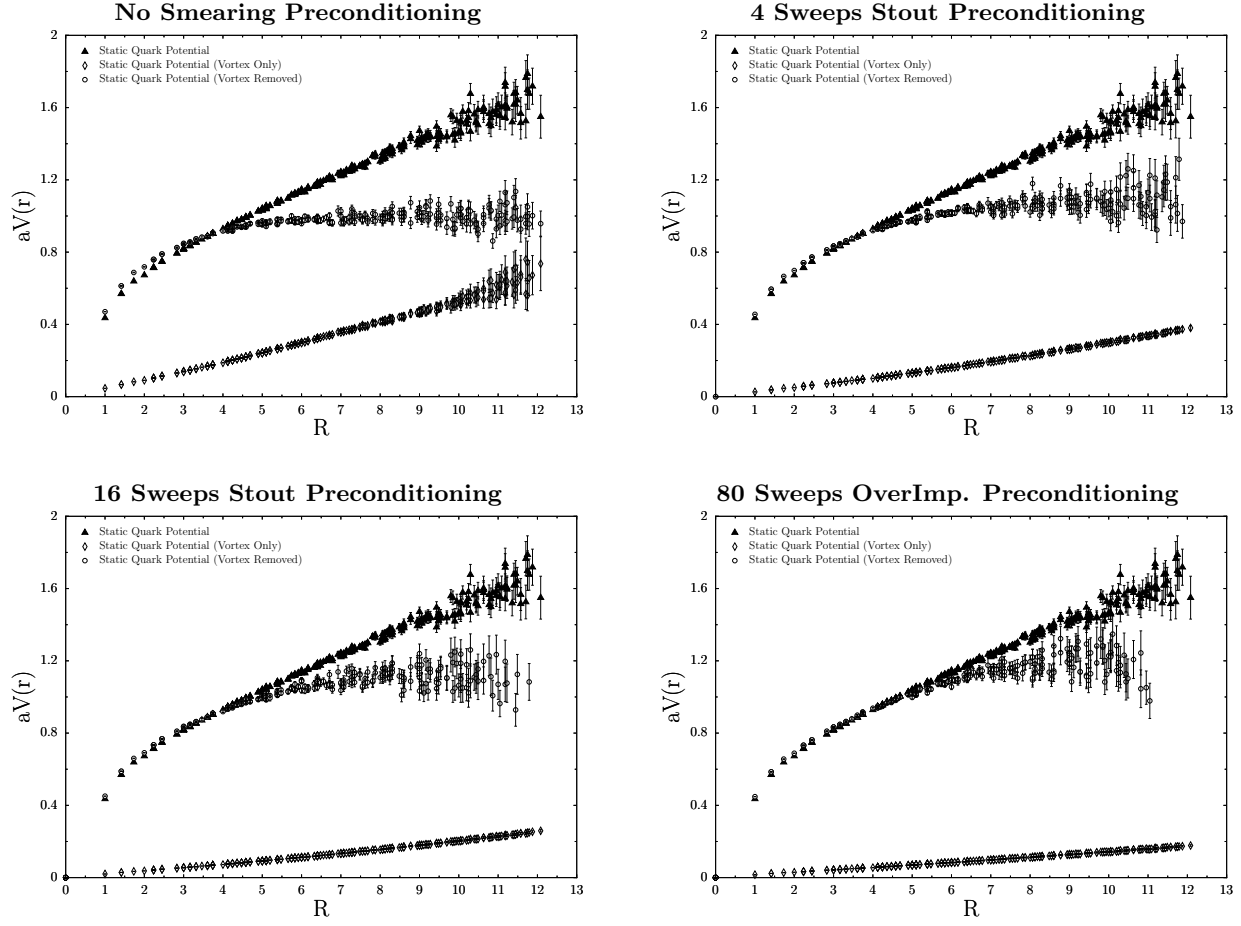 No Smearing Preconditioning
2
1.6
1.2
0.8
0.4
0
aV(r)
Static Quark Potential
Static Quark Potential (Vortex Only)
Static Quark Potential (Vortex Removed)
0 1 2 3 4 5 6 7 8 9 10 11 12 13
R
4 Sweeps Stout Preconditioning
2
1.6
1.2
0.8
0.4
0
aV(r)
Static Quark Potential
Static Quark Potential (Vortex Only)
Static Quark Potential (Vortex Removed)
0 1 2 3 4 5 6 7 8 9 10 11 12 13
R
16 Sweeps Stout Preconditioning
2
1.6
1.2
0.8
0.4
0
aV(r)
Static Quark Potential
Static Quark Potential (Vortex Only)
Static Quark Potential (Vortex Removed)
0 1 2 3 4 5 6 7 8 9 10 11 12 13
R
80 Sweeps OverImp. Preconditioning
2
1.6
1.2
0.8
0.4
0
aV(r)
Static Quark Potential
Static Quark Potential (Vortex Only)
Static Quark Potential (Vortex Removed)
0 1 2 3 4 5 6 7 8 9 10 11 12 13
R